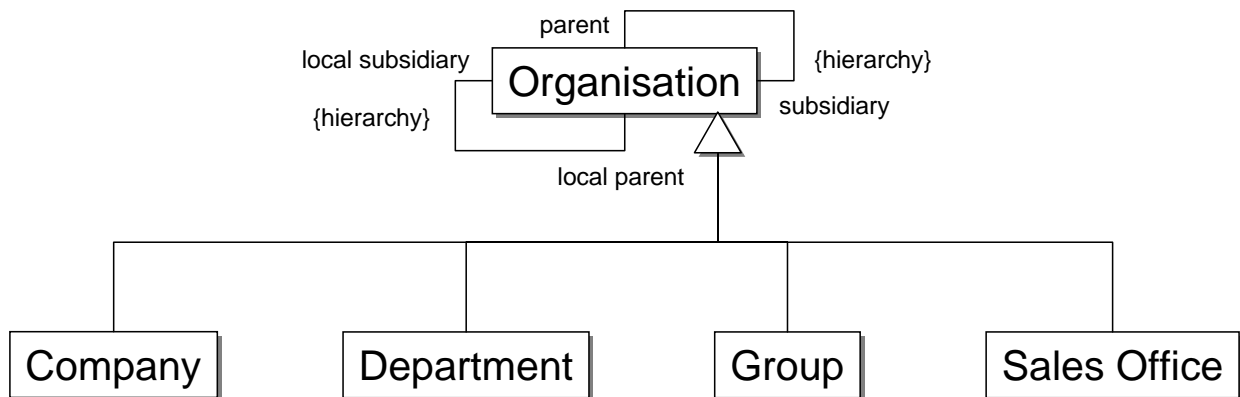 parent
local subsidiary
Organisation
{hierarchy}
{hierarchy}
subsidiary
local parent
Company
Department
Group
Sales Office